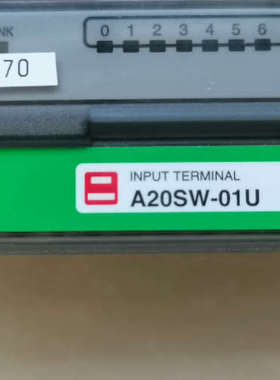 NK 0 1 2 3 4 5 6
70
INPUT TERMINAL
A20SW-01U